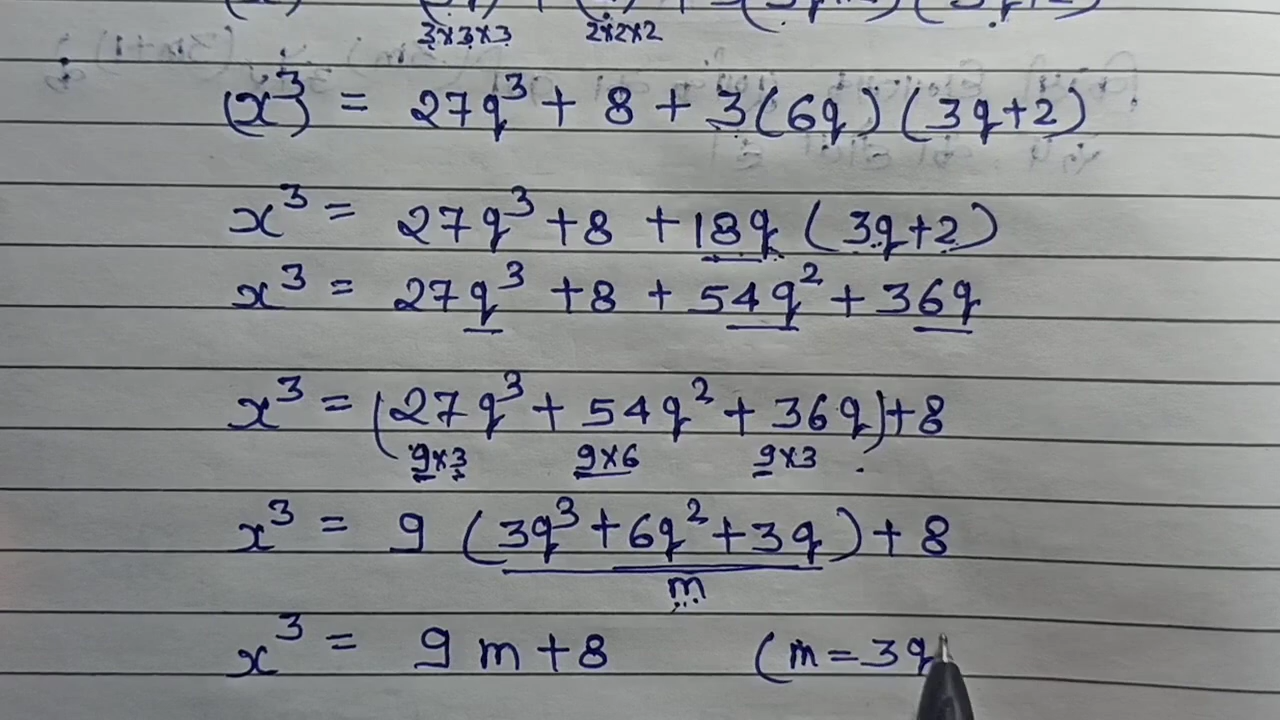 3×3×3 2×2×2
(x³) = 27q³ + 8 + 3(6q)(3q+2)
x³ = 27q³ + 8 + 18q (3q+2)
x³ = 27q³ + 8 + 54q² + 36q
x³ = (27q³ + 54q² + 36q) + 8
9×3 9×6 9×3
x³ = 9 (3q³ + 6q² + 3q) + 8
m
x³ = 9m + 8 (m = 3q